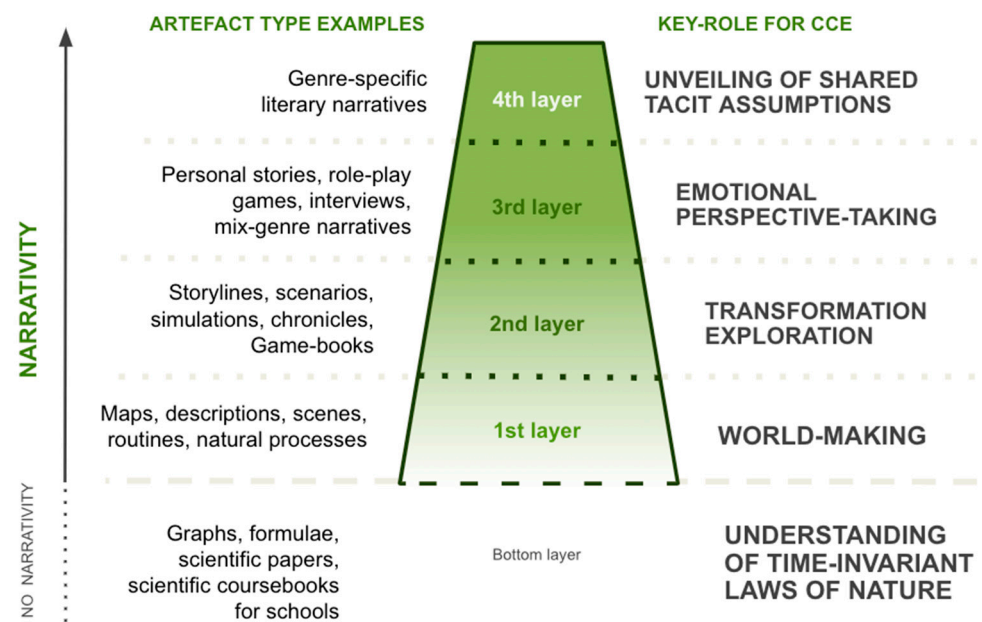 ARTEFACT TYPE EXAMPLES
KEY-ROLE FOR CCE
NARRATIVITY
Genre-specific
literary narratives
4th layer
UNVEILING OF SHARED
TACIT ASSUMPTIONS
Personal stories, role-play
games, interviews,
mix-genre narratives
3rd layer
EMOTIONAL
PERSPECTIVE-TAKING
Storylines, scenarios,
simulations, chronicles,
Game-books
2nd layer
TRANSFORMATION
EXPLORATION
Maps, descriptions, scenes,
routines, natural processes
1st layer
WORLD-MAKING
NO NARRATIVITY
Graphs, formulae,
scientific papers,
scientific coursebooks
for schools
Bottom layer
UNDERSTANDING
OF TIME-INVARIANT
LAWS OF NATURE